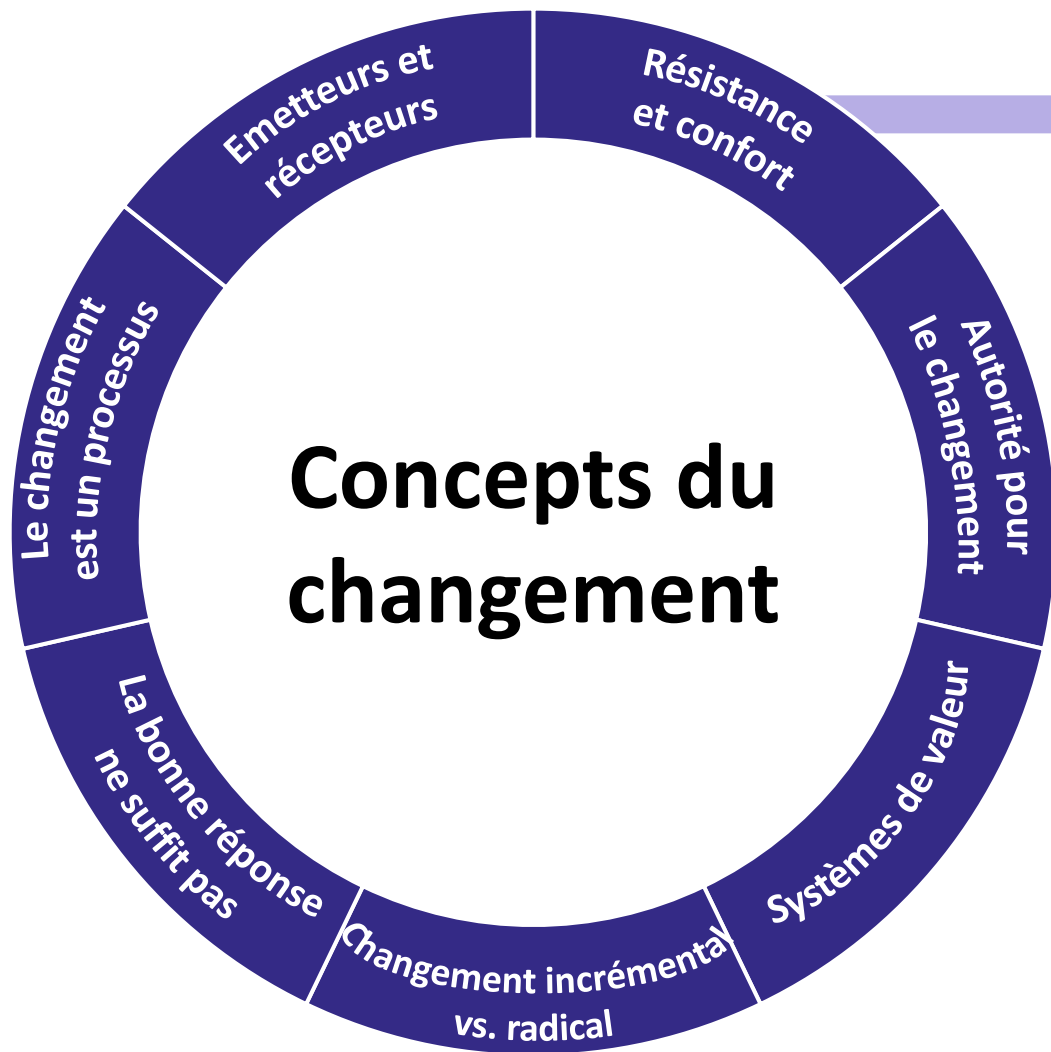 Emetteurs et
récepteurs
Résistance
et confort
Autorité pour
le changement
Systèmes de valeur
Changement incrémental
vs. radical
La bonne réponse
ne suffit pas
Le changement
est un processus
Concepts du
changement